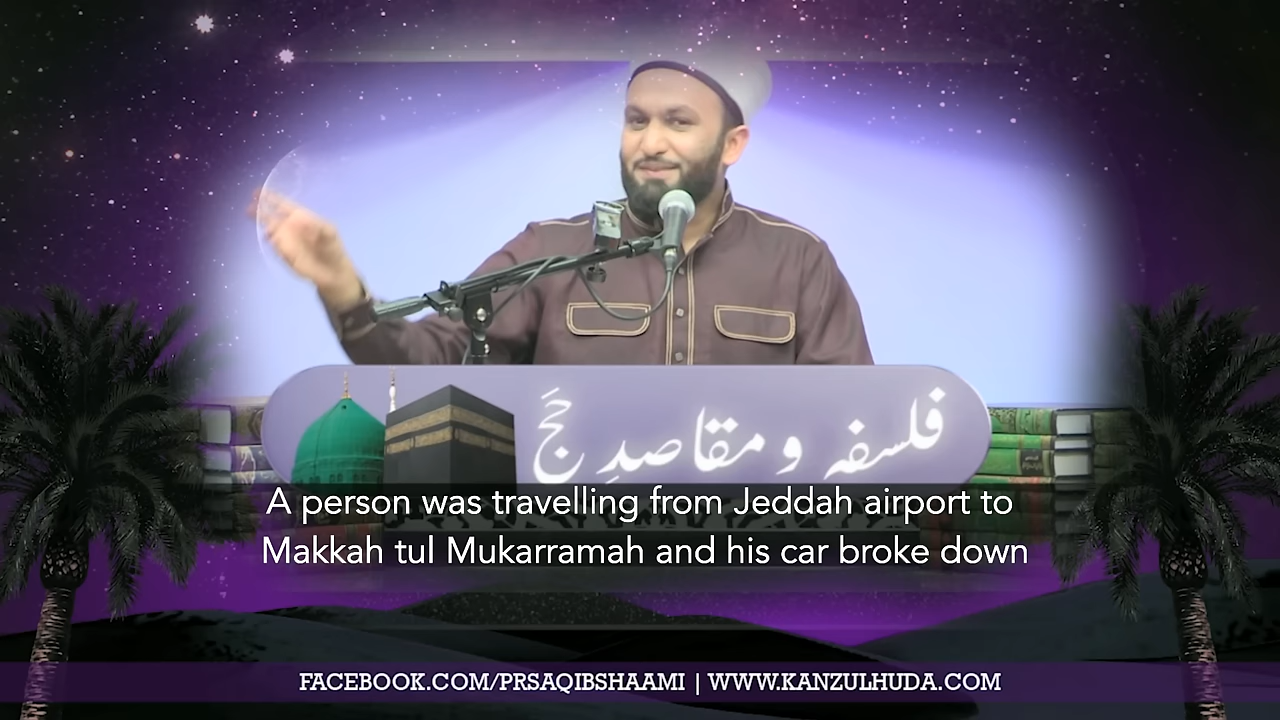 فلسفہ و مقاصدِ حَج
A person was travelling from Jeddah airport to
Makkah tul Mukarramah and his car broke down
FACEBOOK.COM/PRSAQIBSHAAMI | WWW.KANZULHUDA.COM